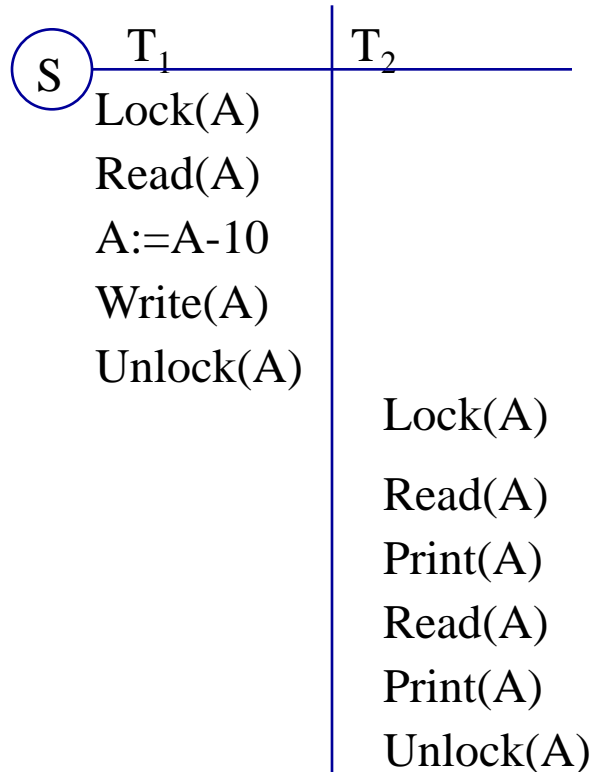 S T₁ T₂
Lock(A)
Read(A)
A:=A-10
Write(A)
Unlock(A)
Lock(A)
Read(A)
Print(A)
Read(A)
Print(A)
Unlock(A)